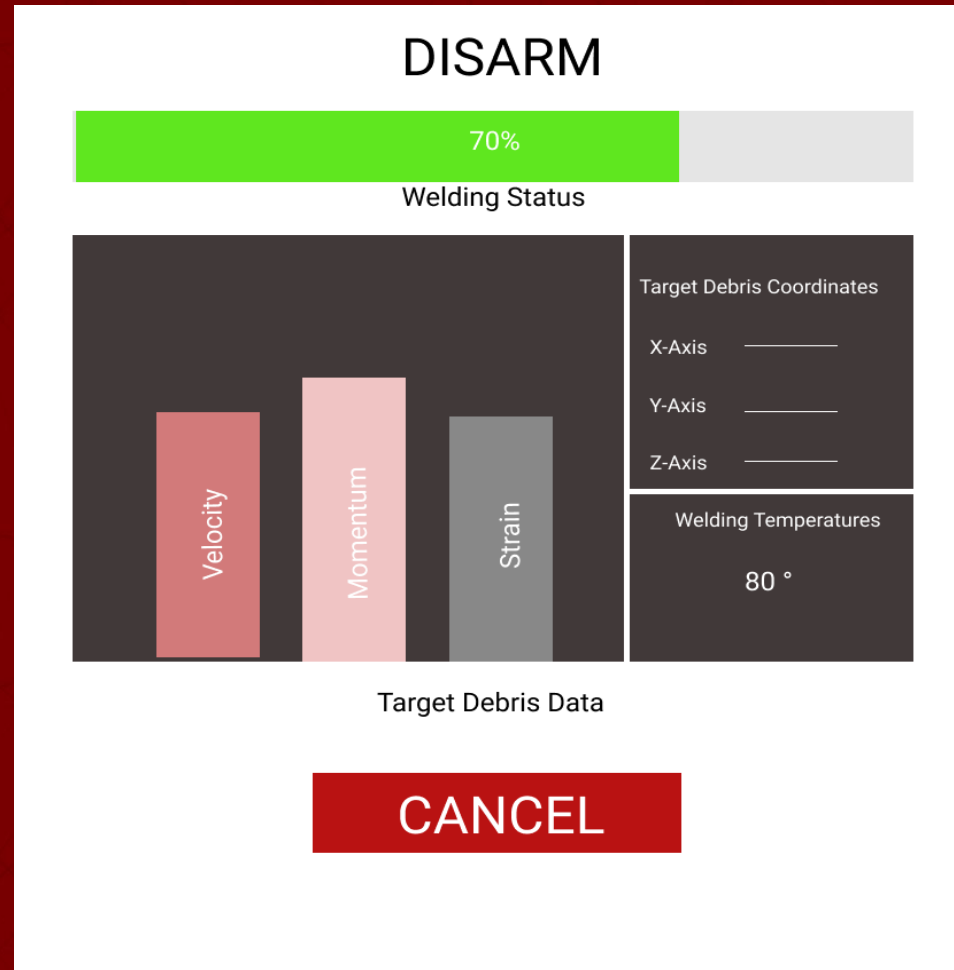 DISARM
70%
Welding Status
Velocity
Momentum
Strain
Target Debris Coordinates
X-Axis
Y-Axis
Z-Axis
Welding Temperatures
80 °
Target Debris Data
CANCEL